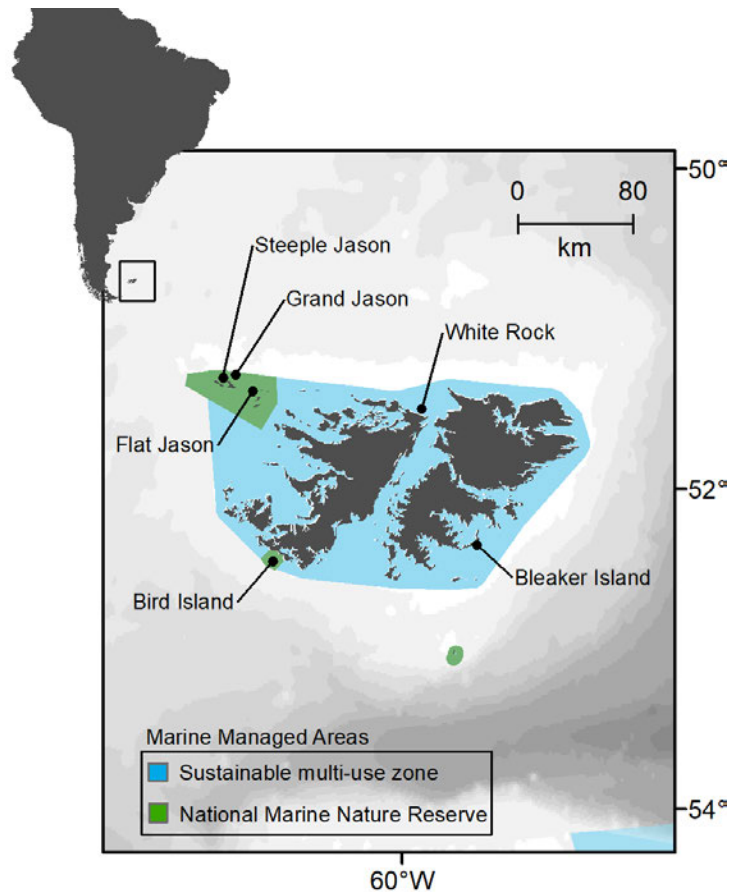 50°
0 80
km
Steeple Jason
Grand Jason
White Rock
Flat Jason
52°
Bleaker Island
Bird Island
Marine Managed Areas
Sustainable multi-use zone
National Marine Nature Reserve
54°
60°W